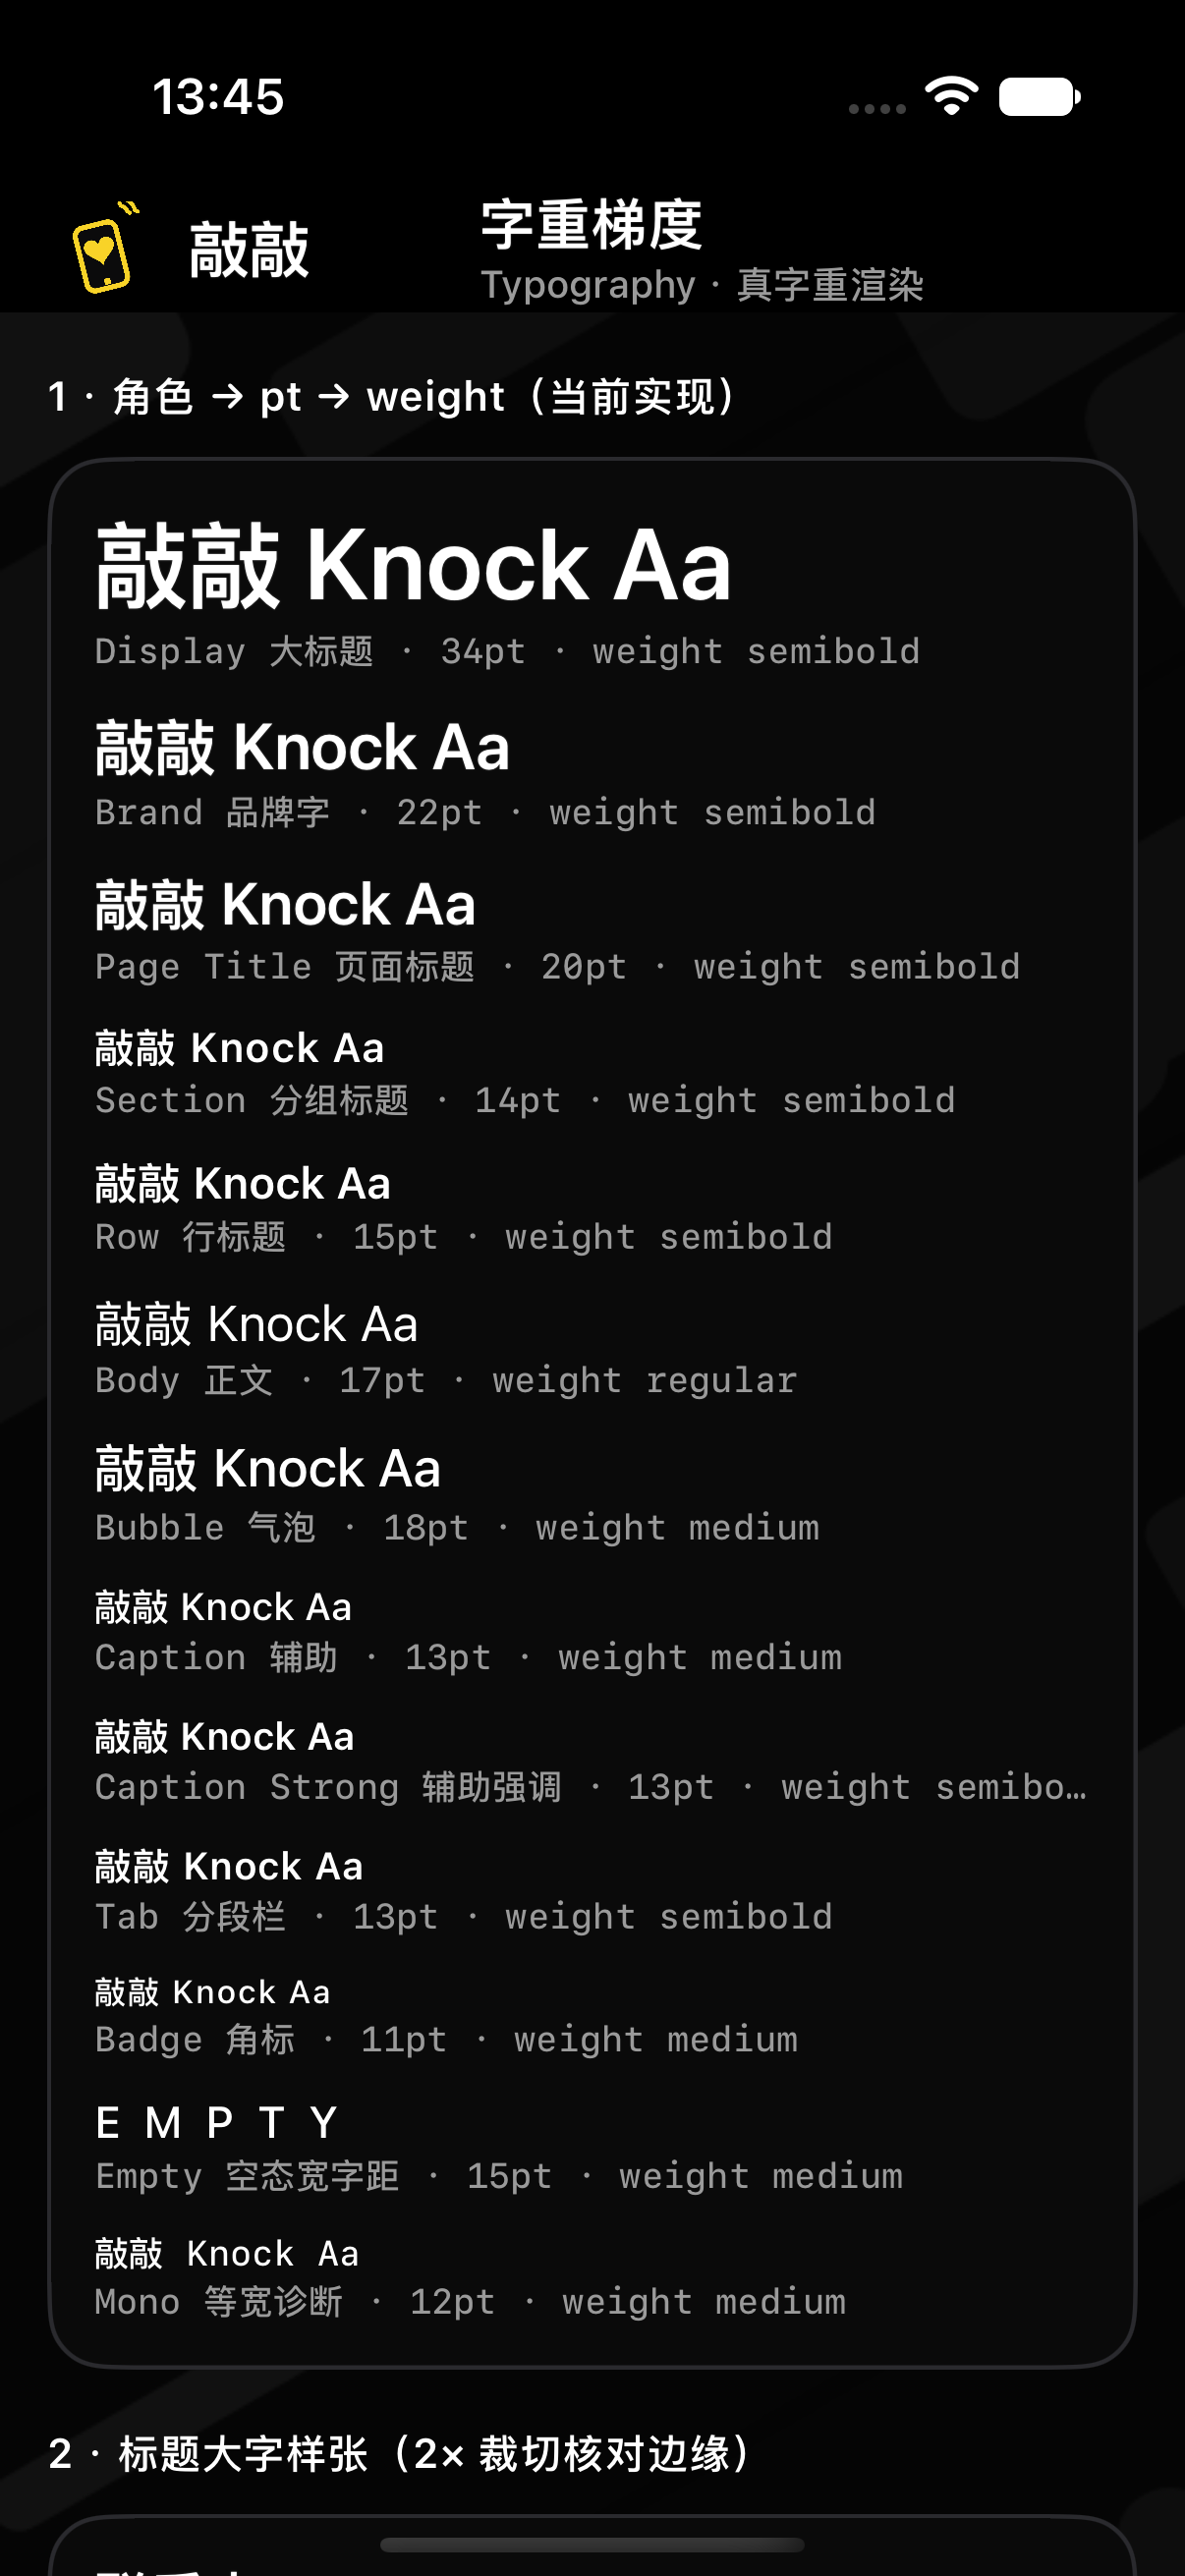 13:45
敲敲
字重梯度
Typography · 真字重渲染
1 · 角色 → pt → weight（当前实现）
敲敲 Knock Aa
Display 大标题 · 34pt · weight semibold
敲敲 Knock Aa
Brand 品牌字 · 22pt · weight semibold
敲敲 Knock Aa
Page Title 页面标题 · 20pt · weight semibold
敲敲 Knock Aa
Section 分组标题 · 14pt · weight semibold
敲敲 Knock Aa
Row 行标题 · 15pt · weight semibold
敲敲 Knock Aa
Body 正文 · 17pt · weight regular
敲敲 Knock Aa
Bubble 气泡 · 18pt · weight medium
敲敲 Knock Aa
Caption 辅助 · 13pt · weight medium
敲敲 Knock Aa
Caption Strong 辅助强调 · 13pt · weight semibo…
敲敲 Knock Aa
Tab 分段栏 · 13pt · weight semibold
敲敲 Knock Aa
Badge 角标 · 11pt · weight medium
E M P T Y
Empty 空态宽字距 · 15pt · weight medium
敲敲 Knock Aa
Mono 等宽诊断 · 12pt · weight medium
2 · 标题大字样张（2× 裁切核对边缘）